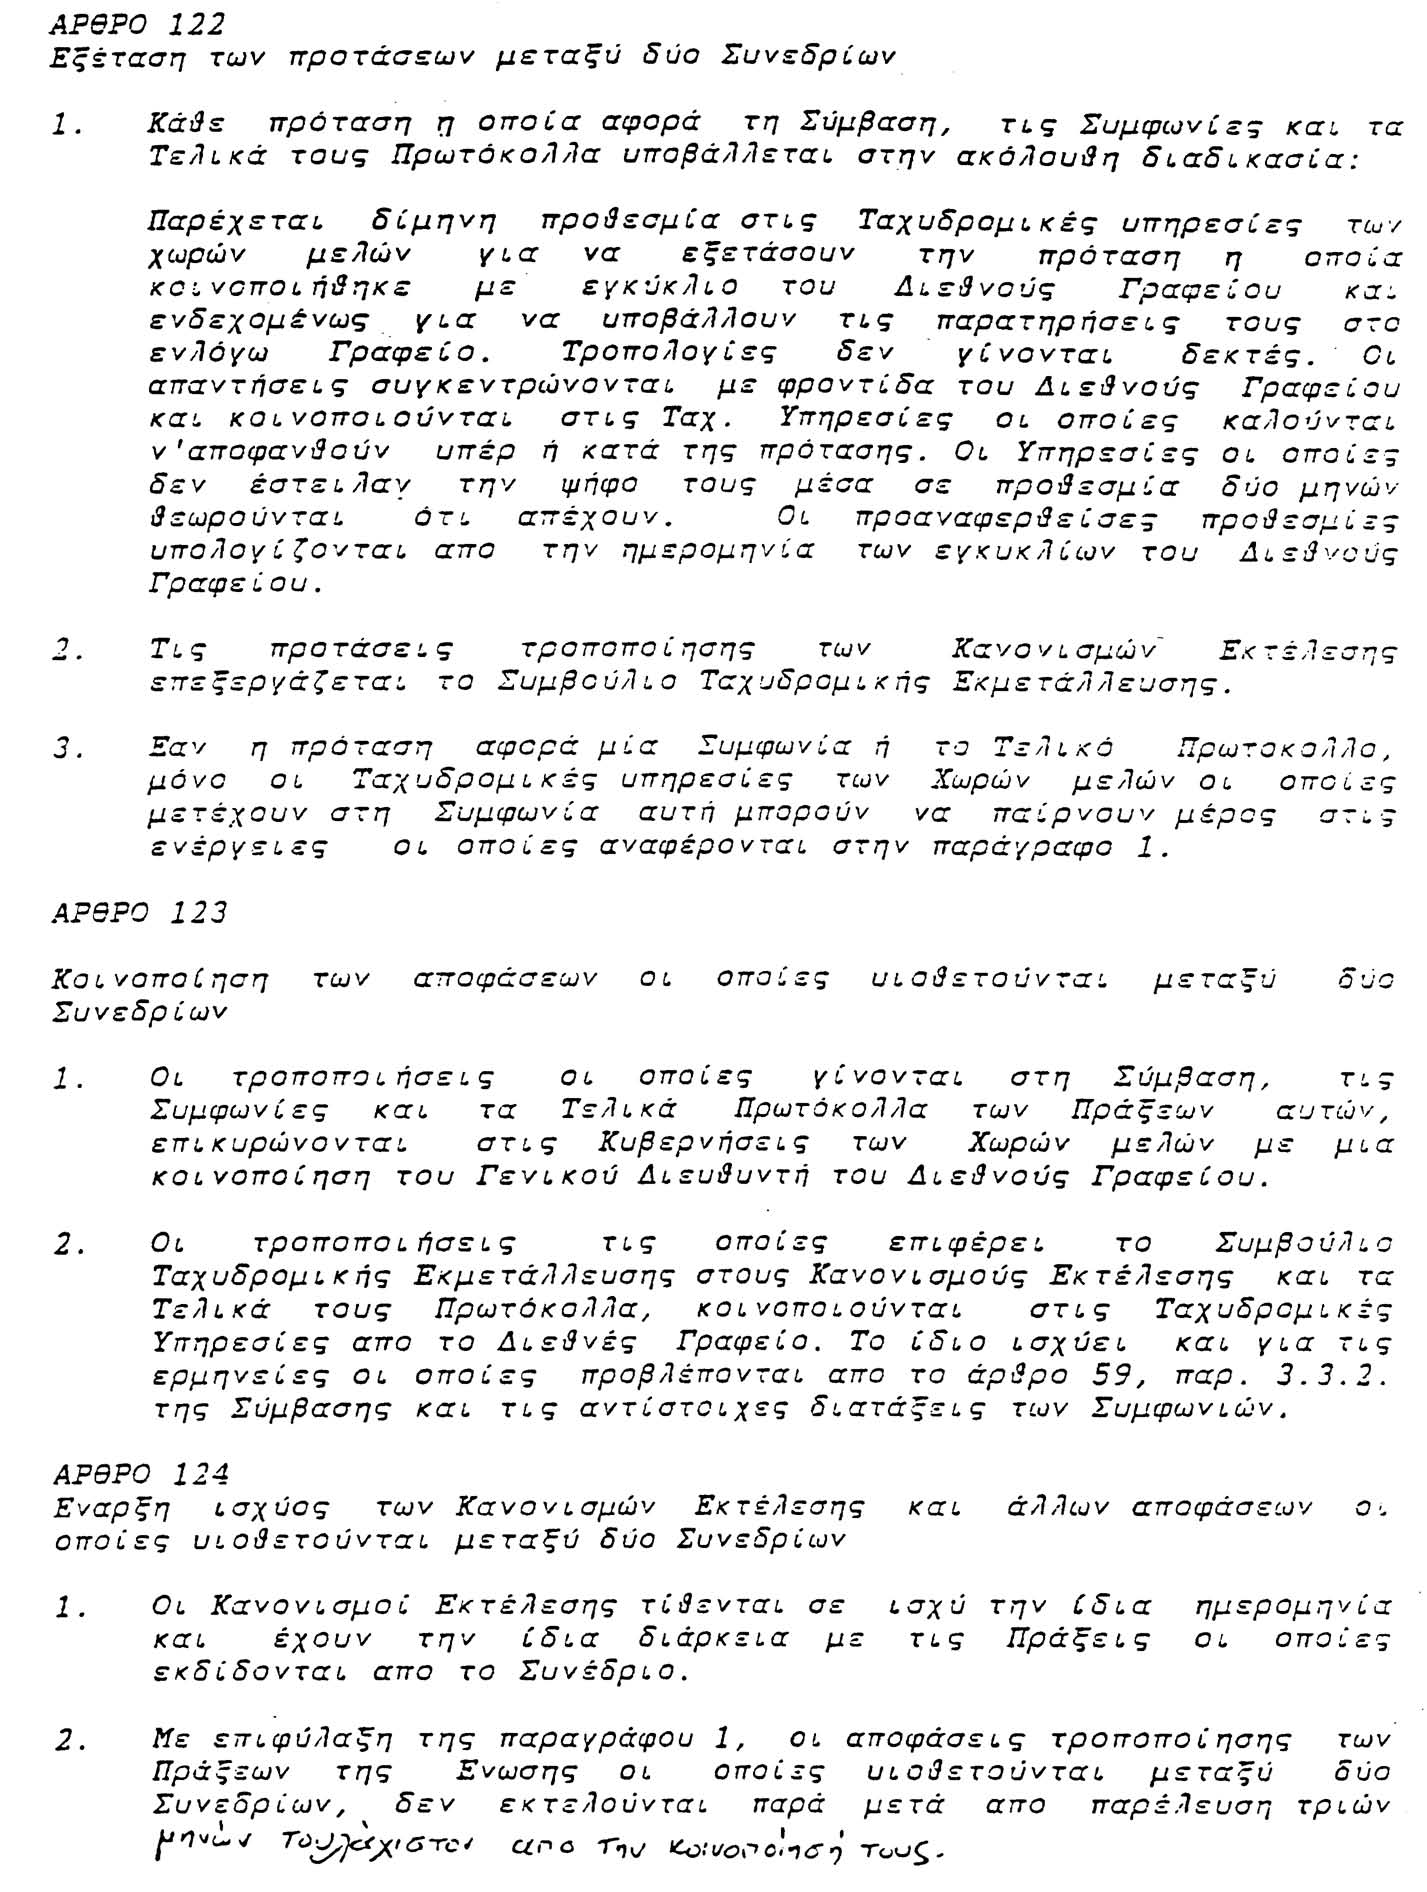 ΑΡΘΡΟ 122
Εξέταση των προτάσεων μεταξύ δύο Συνεδρίων
1. Κάθε πρόταση η οποία αφορά τη Σύμβαση, τις Συμφωνίες και τα
Τελικά τους Πρωτόκολλα υποβάλλεται στην ακόλουθη διαδικασία:
Παρέχεται δίμηνη προθεσμία στις Ταχυδρομικές υπηρεσίες των
χωρών μελών για να εξετάσουν την πρόταση η οποία
κοινοποιήθηκε με εγκύκλιο του Διεθνούς Γραφείου και
ενδεχομένως για να υποβάλλουν τις παρατηρήσεις τους στο
ενλόγω Γραφείο. Τροπολογίες δεν γίνονται δεκτές. Οι
απαντήσεις συγκεντρώνονται με φροντίδα του Διεθνούς Γραφείου
και κοινοποιούνται στις Ταχ. Υπηρεσίες οι οποίες καλούνται
ν'αποφανθούν υπέρ ή κατά της πρότασης. Οι Υπηρεσίες οι οποίες
δεν έστειλαν την ψήφο τους μέσα σε προθεσμία δύο μηνών
θεωρούνται ότι απέχουν. Οι προαναφερθείσες προθεσμίες
υπολογίζονται απο την ημερομηνία των εγκυκλίων του Διεθνούς
Γραφείου.
2. Τις προτάσεις τροποποίησης των Κανονισμών Εκτέλεσης
επεξεργάζεται το Συμβούλιο Ταχυδρομικής Εκμετάλλευσης.
3. Εαν η πρόταση αφορά μία Συμφωνία ή το Τελικό Πρωτοκολλο,
μόνο οι Ταχυδρομικές υπηρεσίες των Χωρών μελών οι οποίες
μετέχουν στη Συμφωνία αυτή μπορούν να παίρνουν μέρος στις
ενέργειες οι οποίες αναφέρονται στην παράγραφο 1.
ΑΡΘΡΟ 123
Κοινοποίηση των αποφάσεων οι οποίες υιοθετούνται μεταξύ δύο
Συνεδρίων
1. Οι τροποποιήσεις οι οποίες γίνονται στη Σύμβαση, τις
Συμφωνίες και τα Τελικά Πρωτόκολλα των Πράξεων αυτών,
επικυρώνονται στις Κυβερνήσεις των Χωρών μελών με μια
κοινοποίηση του Γενικού Διευθυντή του Διεθνούς Γραφείου.
2. Οι τροποποιήσεις τις οποίες επιφέρει το Συμβούλιο
Ταχυδρομικής Εκμετάλλευσης στους Κανονισμούς Εκτέλεσης και τα
Τελικά τους Πρωτόκολλα, κοινοποιούνται στις Ταχυδρομικές
Υπηρεσίες απο το Διεθνές Γραφείο. Το ίδιο ισχύει και για τις
ερμηνείες οι οποίες προβλέπονται απο το άρθρο 59, παρ. 3.3.2.
της Σύμβασης και τις αντίστοιχες διατάξεις των Συμφωνιών.
ΑΡΘΡΟ 124
Εναρξη ισχύος των Κανονισμών Εκτέλεσης και άλλων αποφάσεων οι
οποίες υιοθετούνται μεταξύ δύο Συνεδρίων
1. Οι Κανονισμοί Εκτέλεσης τίθενται σε ισχύ την ίδια ημερομηνία
και έχουν την ίδια διάρκεια με τις Πράξεις οι οποίες
εκδίδονται απο το Συνέδριο.
2. Με επιφύλαξη της παραγράφου 1, οι αποφάσεις τροποποίησης των
Πράξεων της Ενωσης οι οποίες υιοθετούνται μεταξύ δύο
Συνεδρίων, δεν εκτελούνται παρά μετά απο παρέλευση τριών
μηνών τουλάχιστον απο την κοινοποίησή τους.